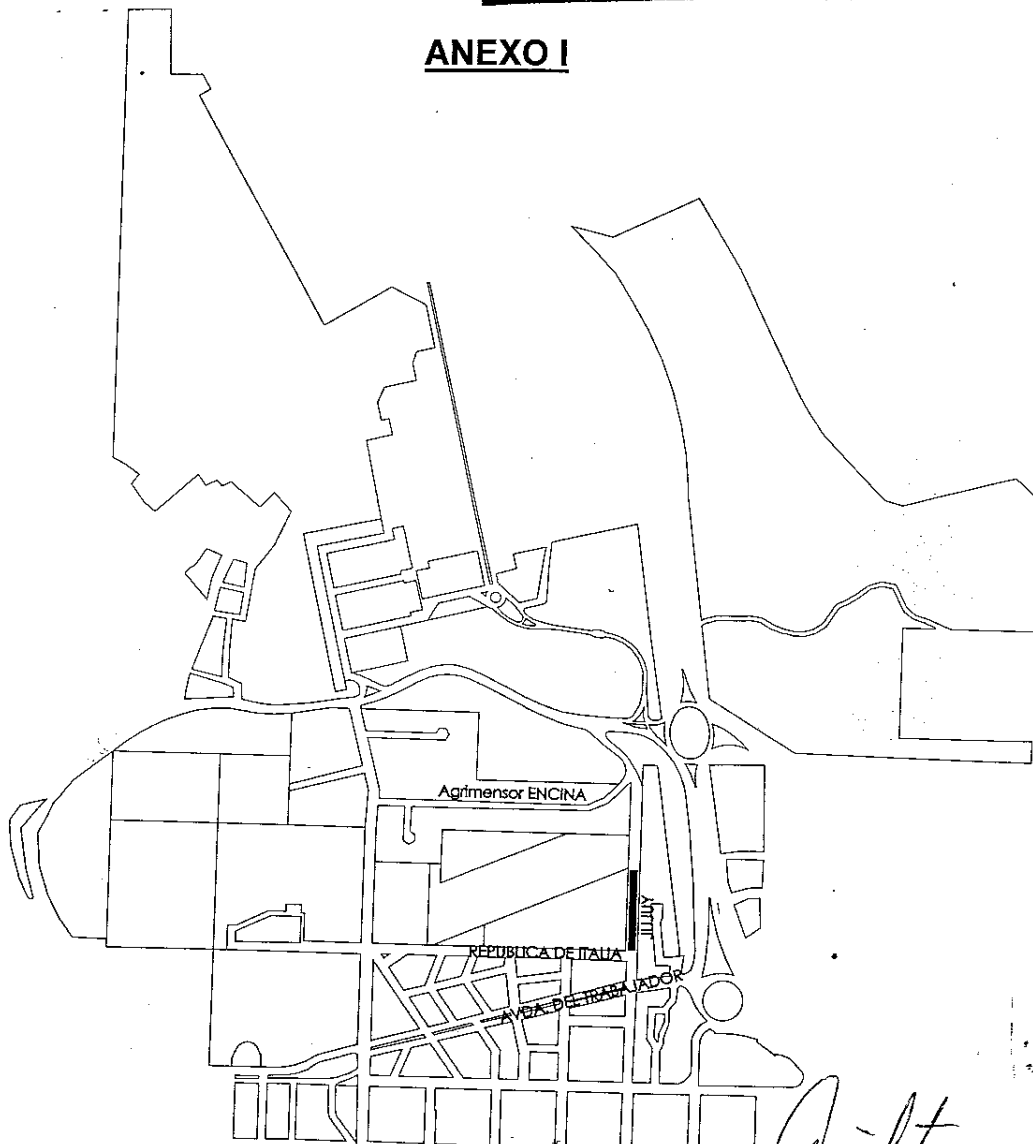 ANEXO I
Agrimensor ENCINA
JUJUY
REPUBLICA DE ITALIA
AVDA. DEL TRABAJADOR